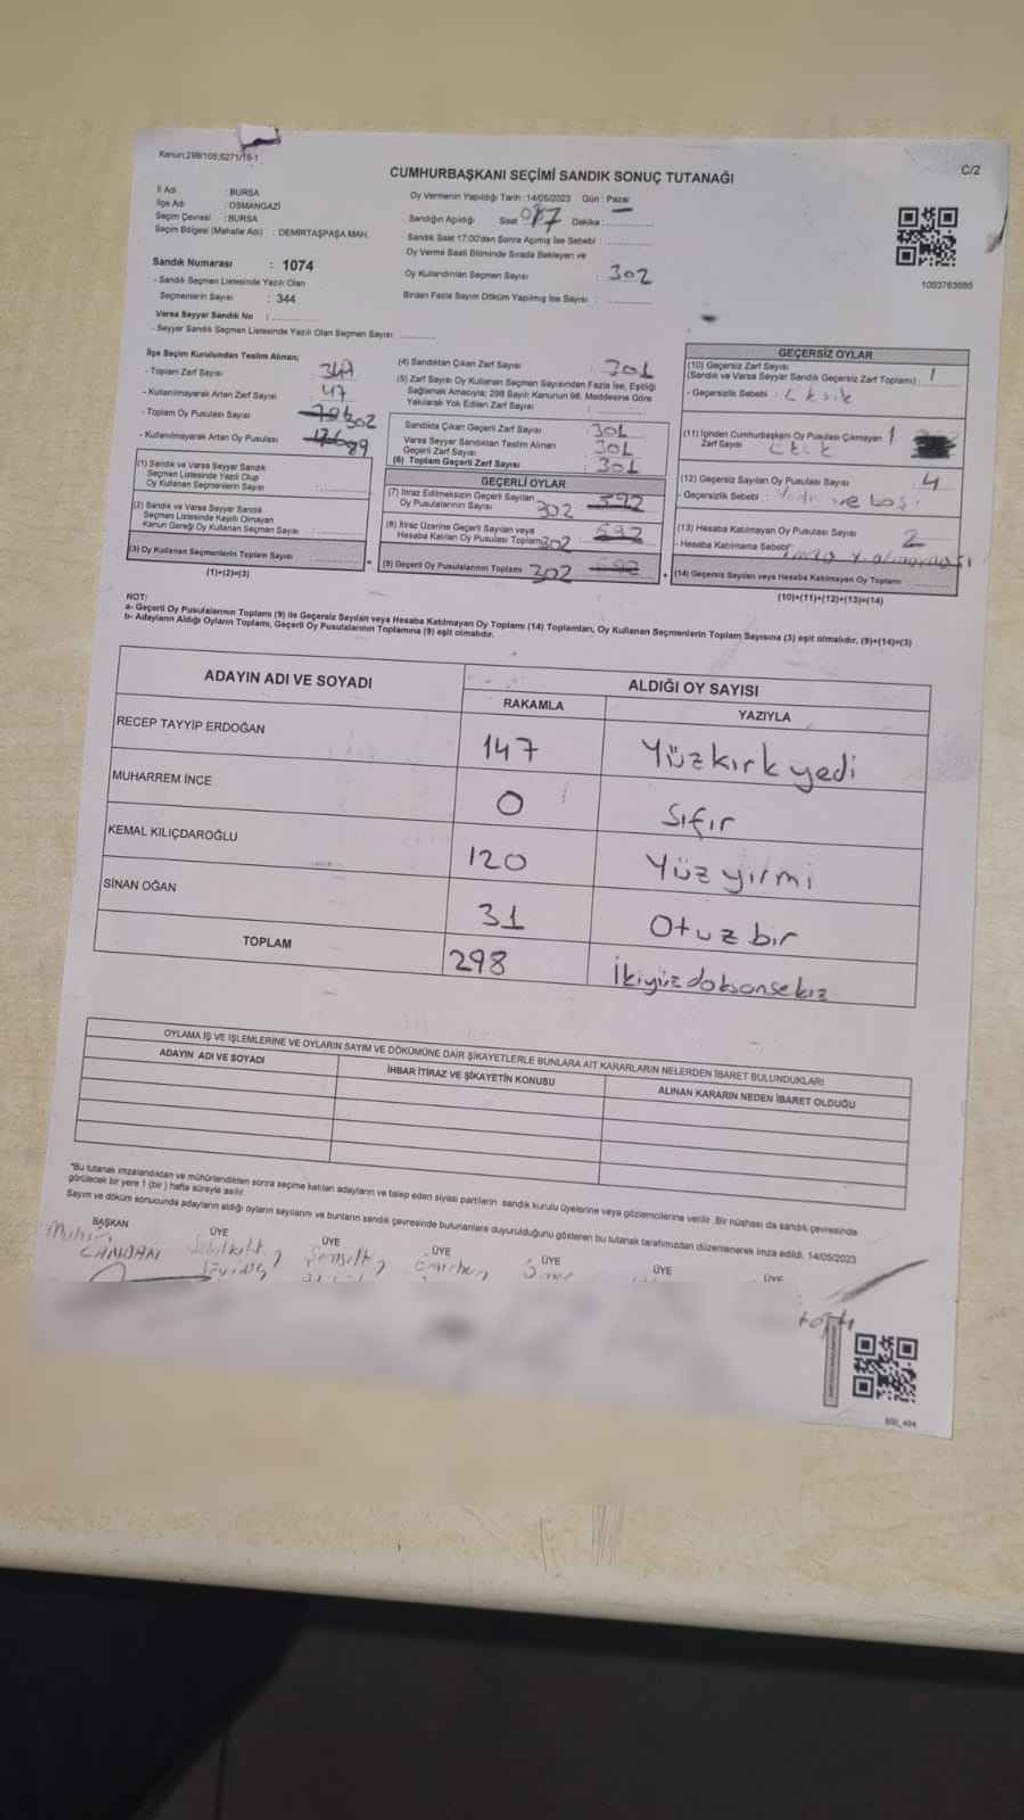 Kanun:298/105;6271/16-1
C/2
CUMHURBAŞKANI SEÇİMİ SANDIK SONUÇ TUTANAĞI
İl Adı : BURSA
İlçe Adı : OSMANGAZİ
Seçim Çevresi : BURSA
Seçim Bölgesi (Mahalle Adı) : DEMİRTAŞPAŞA MAH.
Sandık Numarası : 1074
- Sandık Seçmen Listesinde Yazılı Olan
Seçmenlerin Sayısı : 344
Varsa Seyyar Sandık No :
- Seyyar Sandık Seçmen Listesinde Yazılı Olan Seçmen Sayısı
Oy Vermenin Yapıldığı Tarih : 14/05/2023 Gün : Pazar
Sandığın Açıldığı Saat Dakika :
Sandık Saat 17:00'dan Sonra Açılmış İse Sebebi :
Oy Verme Saati Bitiminde Sırada Bekleyen ve
Oy Kullandırılan Seçmen Sayısı : 302
Birden Fazla Sayım Döküm Yapılmış İse Sayısı
1093763885
İlçe Seçim Kurulundan Teslim Alınan;
- Toplam Zarf Sayısı
- Kullanılmayarak Artan Zarf Sayısı 47
- Toplam Oy Pusulası Sayısı 302
- Kullanılmayarak Artan Oy Pusulası
(1) Sandık ve Varsa Seyyar Sandık
Seçmen Listesinde Yazılı Olup
Oy Kullanan Seçmenlerin Sayısı
(2) Sandık ve Varsa Seyyar Sandık
Seçmen Listesinde Kayıtlı Olmayan
Kanun Gereği Oy Kullanan Seçmen Sayısı
(3) Oy Kullanan Seçmenlerin Toplam Sayısı
(1)+(2)=(3)
(4) Sandıktan Çıkan Zarf Sayısı 301
(5) Zarf Sayısı Oy Kullanan Seçmen Sayısından Fazla İse, Eşitliği
Sağlamak Amacıyla; 298 Sayılı Kanunun 98. Maddesine Göre
Yakılarak Yok Edilen Zarf Sayısı
Sandıkta Çıkan Geçerli Zarf Sayısı 301
Varsa Seyyar Sandıktan Teslim Alınan
Geçerli Zarf Sayısı 301
(6) Toplam Geçerli Zarf Sayısı 301
GEÇERLİ OYLAR
(7) İtiraz Edilmeksizin Geçerli Sayılan
Oy Pusulalarının Sayısı 302
(8) İtiraz Üzerine Geçerli Sayılan veya
Hesaba Katılan Oy Pusulası Toplamı 302
(9) Geçerli Oy Pusulalarının Toplamı 302
GEÇERSİZ OYLAR
(10) Geçersiz Zarf Sayısı
(Sandık ve Varsa Seyyar Sandık Geçersiz Zarf Toplamı) : 1
- Geçersizlik Sebebi :
(11) İçinden Cumhurbaşkanı Oy Pusulası Çıkmayan 1
Zarf Sayısı
(12) Geçersiz Sayılan Oy Pusulası Sayısı 4
- Geçersizlik Sebebi :
(13) Hesaba Katılmayan Oy Pusulası Sayısı 2
- Hesaba Katılmama Sebebi
(14) Geçersiz Sayılan veya Hesaba Katılmayan Oy Toplamı
(10)+(11)+(12)+(13)=(14)
NOT:
a- Geçerli Oy Pusulalarının Toplamı (9) ile Geçersiz Sayılan veya Hesaba Katılmayan Oy Toplamı (14) Toplamları, Oy Kullanan Seçmenlerin Toplam Sayısına (3) eşit olmalıdır. (9)+(14)=(3)
b- Adayların Aldığı Oyların Toplamı, Geçerli Oy Pusulalarının Toplamına (9) eşit olmalıdır.
ADAYIN ADI VE SOYADI
ALDIĞI OY SAYISI
RAKAMLA YAZIYLA
RECEP TAYYİP ERDOĞAN 147 Yüzkırk yedi
MUHARREM İNCE 0 Sıfır
KEMAL KILIÇDAROĞLU 120 Yüz yirmi
SİNAN OĞAN 31 Otuz bir
TOPLAM 298 İkiyüz doksansekiz
OYLAMA İŞ VE İŞLEMLERİNE VE OYLARIN SAYIM VE DÖKÜMÜNE DAİR ŞİKAYETLERLE BUNLARA AİT KARARLARIN NELERDEN İBARET BULUNDUKLARI
ADAYIN ADI VE SOYADI İHBAR İTİRAZ VE ŞİKAYETİN KONUSU ALINAN KARARIN NEDEN İBARET OLDUĞU
*Bu tutanak imzalandıktan ve mühürlendikten sonra seçime katılan adayların ve talep eden siyasi partilerin sandık kurulu üyelerine veya gözlemcilerine verilir. Bir nüshası da sandık çevresinde
görülecek bir yere 1 (bir) hafta süreyle asılır.
Sayım ve döküm sonucunda adayların aldığı oyların sayılarını ve bunların sandık çevresinde bulunanlara duyurulduğunu gösteren bu tutanak tarafımızdan düzenlenerek imza edildi. 14/05/2023
BAŞKAN ÜYE ÜYE ÜYE ÜYE ÜYE ÜYE
CANDAN